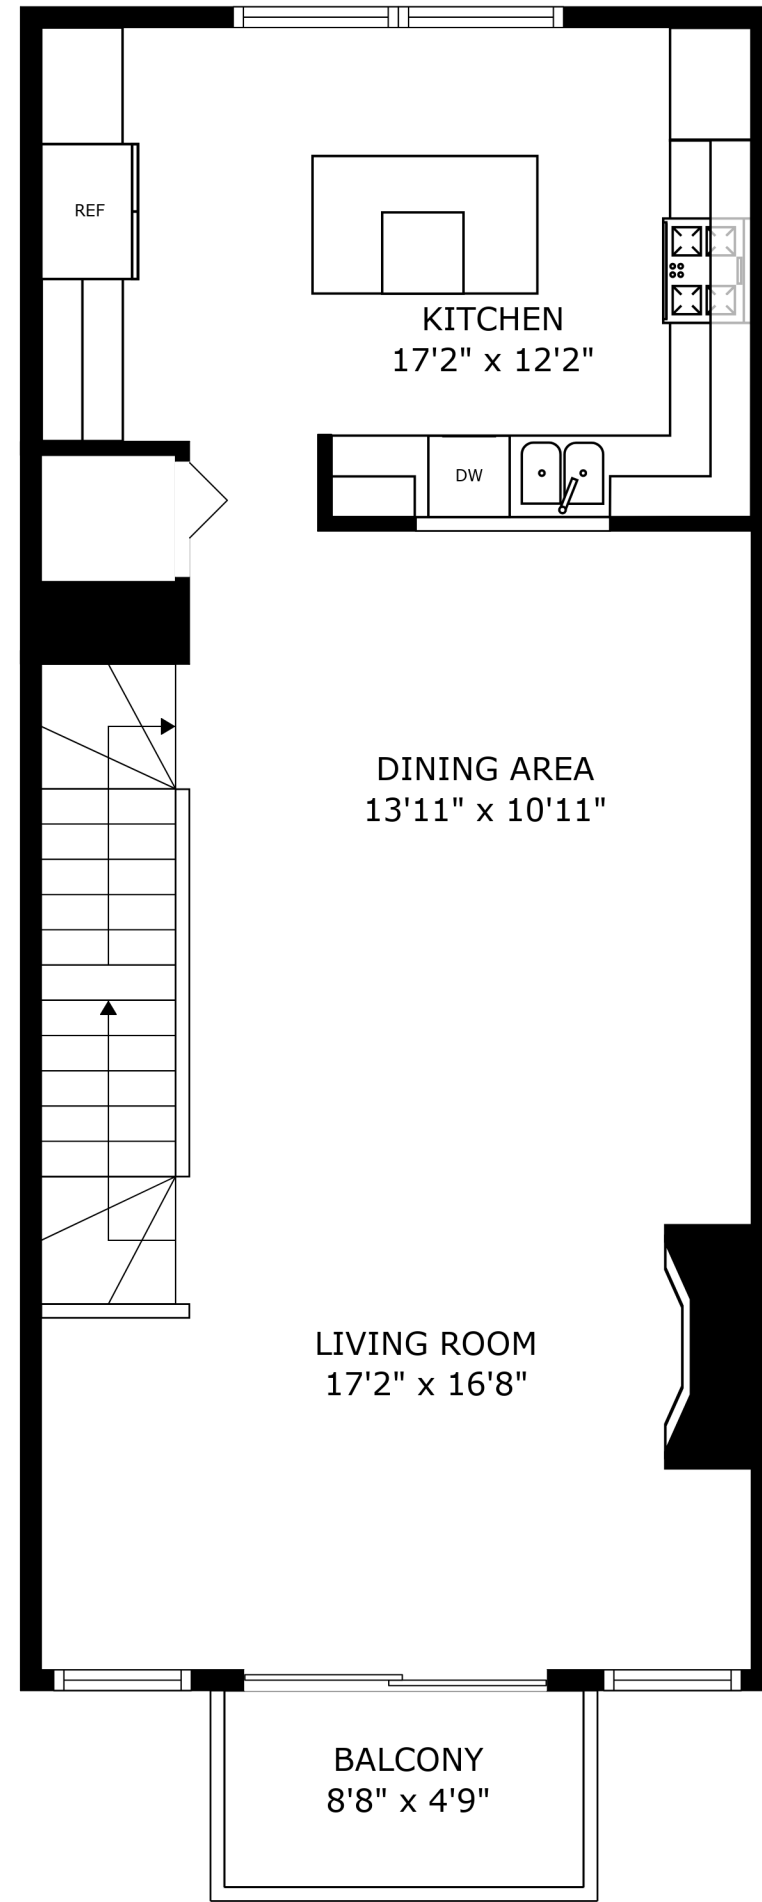 REF
KITCHEN
17'2" x 12'2"
DW
DINING AREA
13'11" x 10'11"
LIVING ROOM
17'2" x 16'8"
BALCONY
8'8" x 4'9"